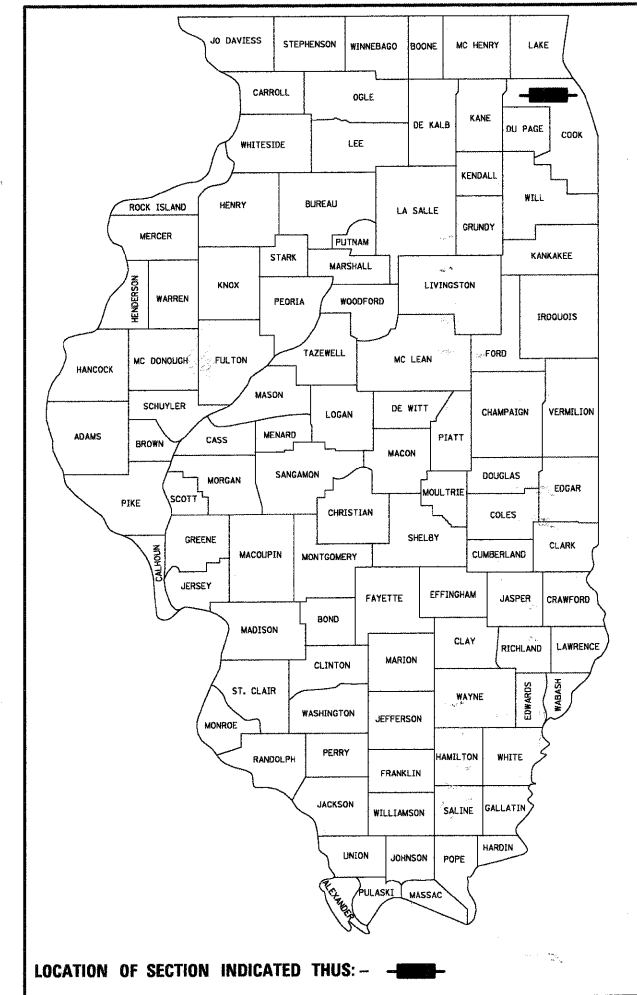 JO DAVIESS STEPHENSON WINNEBAGO BOONE MC HENRY LAKE
CARROLL OGLE DE KALB KANE DU PAGE COOK
WHITESIDE LEE
KENDALL
ROCK ISLAND HENRY BUREAU LA SALLE WILL
MERCER PUTNAM GRUNDY
STARK MARSHALL KANKAKEE
HENDERSON WARREN KNOX PEORIA WOODFORD LIVINGSTON IROQUOIS
HANCOCK MC DONOUGH FULTON TAZEWELL MC LEAN FORD
SCHUYLER MASON LOGAN DE WITT CHAMPAIGN VERMILION
ADAMS BROWN CASS MENARD MACON PIATT
PIKE SCOTT MORGAN SANGAMON CHRISTIAN MOULTRIE DOUGLAS EDGAR
COLES
CALHOUN GREENE MACOUPIN MONTGOMERY SHELBY CUMBERLAND CLARK
JERSEY
FAYETTE EFFINGHAM JASPER CRAWFORD
MADISON BOND
CLINTON MARION CLAY RICHLAND LAWRENCE
ST. CLAIR WASHINGTON JEFFERSON WAYNE EDWARDS WABASH
MONROE
RANDOLPH PERRY HAMILTON WHITE
FRANKLIN
JACKSON WILLIAMSON SALINE GALLATIN
UNION JOHNSON POPE HARDIN
ALEXANDER PULASKI MASSAC
LOCATION OF SECTION INDICATED THUS: -